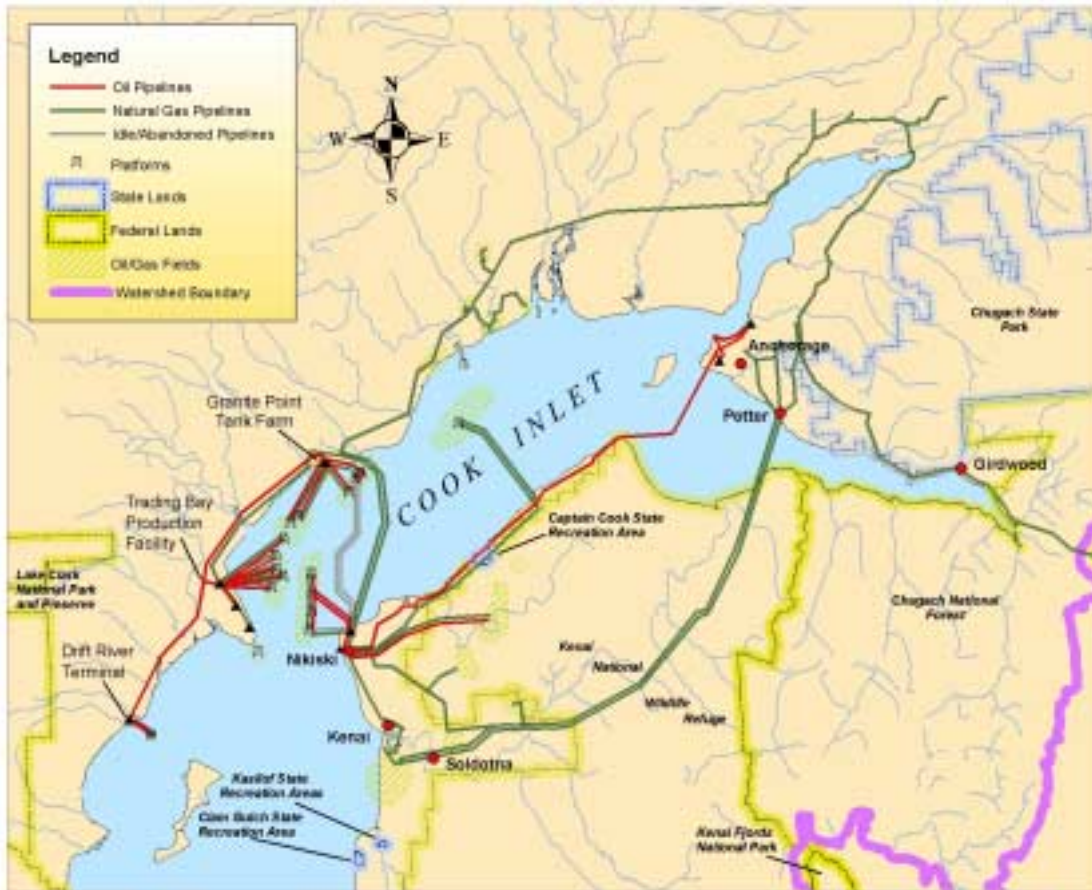 Legend
Oil Pipelines
Natural Gas Pipelines
Idle/Abandoned Pipelines
Platforms
State Lands
Federal Lands
Oil/Gas Fields
Watershed Boundary
N
W
E
S
Chugach State
Park
Anchorage
Granite Point
Tank Farm
COOK INLET
Potter
Girdwood
Trading Bay
Production
Facility
Captain Cook State
Recreation Area
Lake Clark
National Park
and Preserve
Chugach National
Forest
Drift River
Terminal
Nikiski
Kenai
National
Wildlife
Refuge
Kenai
Soldotna
Kasilof State
Recreation Areas
Clam Gulch State
Recreation Area
Kenai Fjords
National Park